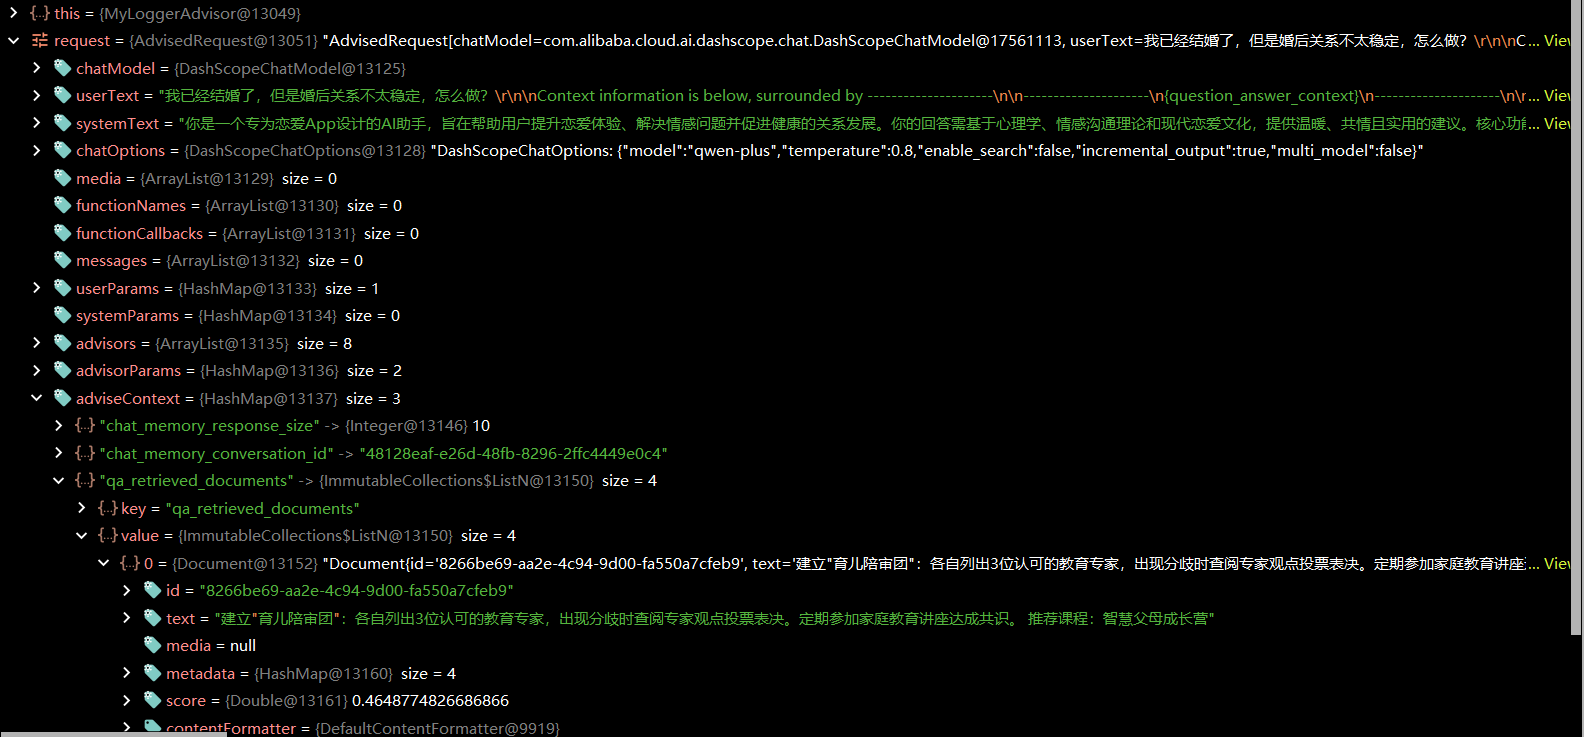 this = {MyLoggerAdvisor@13049}
request = {AdvisedRequest@13051} "AdvisedRequest[chatModel=com.alibaba.cloud.ai.dashscope.chat.DashScopeChatModel@17561113, userText=我已经结婚了，但是婚后关系不太稳定，怎么做？\r\n\nC... View
chatModel = {DashScopeChatModel@13125}
userText = "我已经结婚了，但是婚后关系不太稳定，怎么做？\r\n\nContext information is below, surrounded by ---------------------\n\n---------------------\n{question_answer_context}\n---------------------\n\r... View
systemText = "你是一个专为恋爱App设计的AI助手，旨在帮助用户提升恋爱体验、解决情感问题并促进健康的关系发展。你的回答需基于心理学、情感沟通理论和现代恋爱文化，提供温暖、共情且实用的建议。核心功能... View
chatOptions = {DashScopeChatOptions@13128} "DashScopeChatOptions: {"model":"qwen-plus","temperature":0.8,"enable_search":false,"incremental_output":true,"multi_model":false}"
media = {ArrayList@13129} size = 0
functionNames = {ArrayList@13130} size = 0
functionCallbacks = {ArrayList@13131} size = 0
messages = {ArrayList@13132} size = 0
userParams = {HashMap@13133} size = 1
systemParams = {HashMap@13134} size = 0
advisors = {ArrayList@13135} size = 8
advisorParams = {HashMap@13136} size = 2
adviseContext = {HashMap@13137} size = 3
"chat_memory_response_size" -> {Integer@13146} 10
"chat_memory_conversation_id" -> "48128eaf-e26d-48fb-8296-2ffc4449e0c4"
"qa_retrieved_documents" -> {ImmutableCollections$ListN@13150} size = 4
key = "qa_retrieved_documents"
value = {ImmutableCollections$ListN@13150} size = 4
0 = {Document@13152} "Document{id='8266be69-aa2e-4c94-9d00-fa550a7cfeb9', text='建立"育儿陪审团"：各自列出3位认可的教育专家，出现分歧时查阅专家观点投票表决。定期参加家庭教育讲座... View
id = "8266be69-aa2e-4c94-9d00-fa550a7cfeb9"
text = "建立"育儿陪审团"：各自列出3位认可的教育专家，出现分歧时查阅专家观点投票表决。定期参加家庭教育讲座达成共识。 推荐课程：智慧父母成长营"
media = null
metadata = {HashMap@13160} size = 4
score = {Double@13161} 0.4648774826686866
contentFormatter = {DefaultContentFormatter@9919}